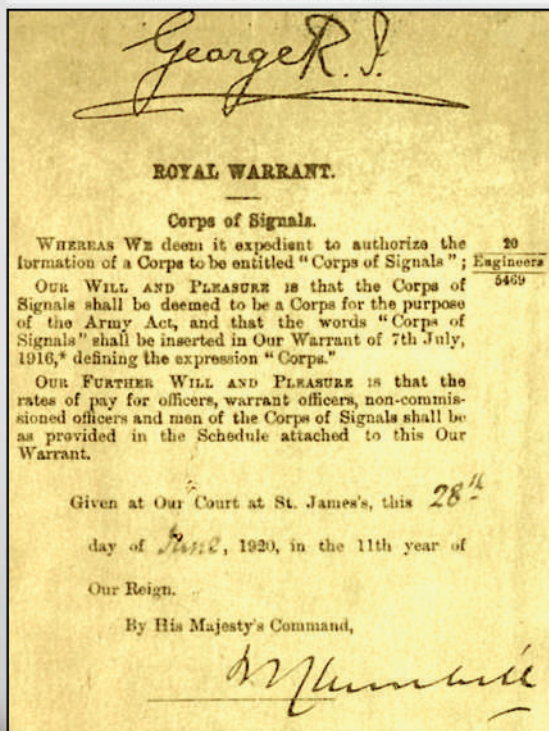 George R. I.
ROYAL WARRANT.
Corps of Signals.
WHEREAS WE deem it expedient to authorize the
formation of a Corps to be entitled "Corps of Signals";
20
Engineers
5469
OUR WILL AND PLEASURE IS that the Corps of
Signals shall be deemed to be a Corps for the purpose
of the Army Act, and that the words "Corps of
Signals" shall be inserted in Our Warrant of 7th July,
1916,* defining the expression "Corps."
OUR FURTHER WILL AND PLEASURE IS that the
rates of pay for officers, warrant officers, non-commis-
sioned officers and men of the Corps of Signals shall be
as provided in the Schedule attached to this Our
Warrant.
Given at Our Court at St. James's, this 28th
day of June, 1920, in the 11th year of
Our Reign.
By His Majesty's Command,